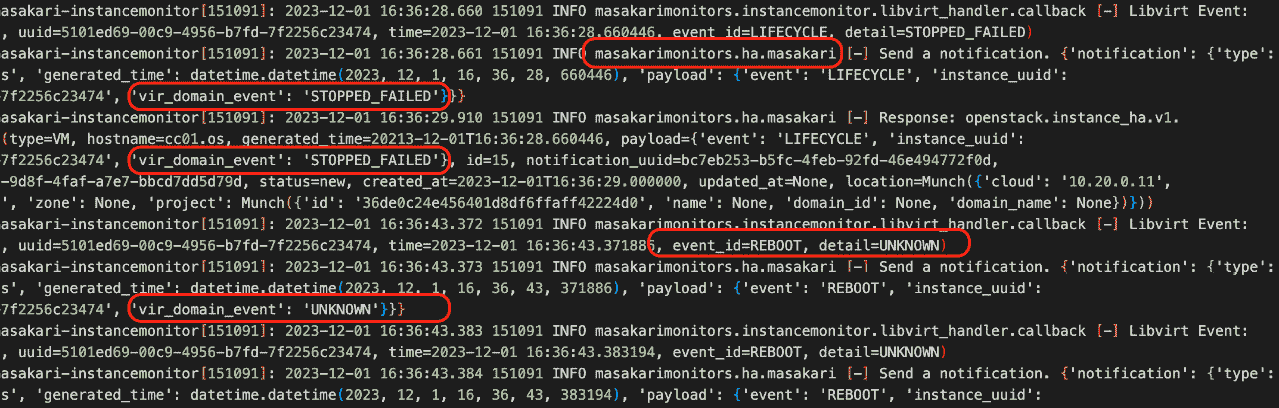 masakari-instancemonitor[151091]: 2023-12-01 16:36:28.660 151091 INFO masakarimonitors.instancemonitor.libvirt_handler.callback [-] Libvirt Event:
, uuid=5101ed69-00c9-4956-b7fd-7f2256c23474, time=2023-12-01 16:36:28.660446, event_id=LIFECYCLE, detail=STOPPED_FAILED)
masakari-instancemonitor[151091]: 2023-12-01 16:36:28.661 151091 INFO masakarimonitors.ha.masakari [-] Send a notification. {'notification': {'type':
s', 'generated_time': datetime.datetime(2023, 12, 1, 16, 36, 28, 660446), 'payload': {'event': 'LIFECYCLE', 'instance_uuid':
7f2256c23474', 'vir_domain_event': 'STOPPED_FAILED'}}}
masakari-instancemonitor[151091]: 2023-12-01 16:36:29.910 151091 INFO masakarimonitors.ha.masakari [-] Response: openstack.instance_ha.v1.
(type=VM, hostname=cc01.os, generated_time=20213-12-01T16:36:28.660446, payload={'event': 'LIFECYCLE', 'instance_uuid':
7f2256c23474', 'vir_domain_event': 'STOPPED_FAILED'}, id=15, notification_uuid=bc7eb253-b5fc-4feb-92fd-46e494772f0d,
-9d8f-4faf-a7e7-bbcd7dd5d79d, status=new, created_at=2023-12-01T16:36:29.000000, updated_at=None, location=Munch({'cloud': '10.20.0.11',
', 'zone': None, 'project': Munch({'id': '36de0c24e456401d8df6ffaff42224d0', 'name': None, 'domain_id': None, 'domain_name': None})}))
masakari-instancemonitor[151091]: 2023-12-01 16:36:43.372 151091 INFO masakarimonitors.instancemonitor.libvirt_handler.callback [-] Libvirt Event:
, uuid=5101ed69-00c9-4956-b7fd-7f2256c23474, time=2023-12-01 16:36:43.371886, event_id=REBOOT, detail=UNKNOWN)
masakari-instancemonitor[151091]: 2023-12-01 16:36:43.373 151091 INFO masakarimonitors.ha.masakari [-] Send a notification. {'notification': {'type':
s', 'generated_time': datetime.datetime(2023, 12, 1, 16, 36, 43, 371886), 'payload': {'event': 'REBOOT', 'instance_uuid':
7f2256c23474', 'vir_domain_event': 'UNKNOWN'}}}
masakari-instancemonitor[151091]: 2023-12-01 16:36:43.383 151091 INFO masakarimonitors.instancemonitor.libvirt_handler.callback [-] Libvirt Event:
, uuid=5101ed69-00c9-4956-b7fd-7f2256c23474, time=2023-12-01 16:36:43.383194, event_id=REBOOT, detail=UNKNOWN)
masakari-instancemonitor[151091]: 2023-12-01 16:36:43.384 151091 INFO masakarimonitors.ha.masakari [-] Send a notification. {'notification': {'type':
s', 'generated_time': datetime.datetime(2023, 12, 1, 16, 36, 43, 383194), 'payload': {'event': 'REBOOT', 'instance_uuid':